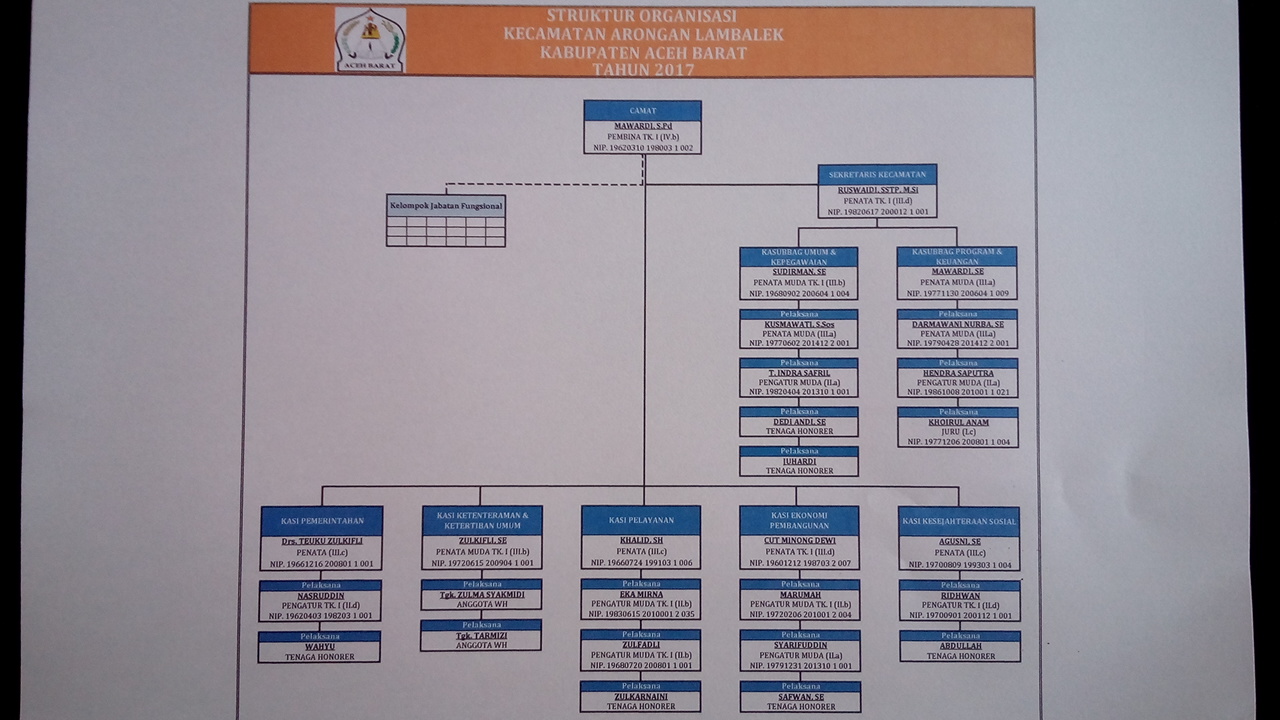 STRUKTUR ORGANISASI
KECAMATAN ARONGAN LAMBALEK
KABUPATEN ACEH BARAT
TAHUN 2017
ACEH BARAT
CAMAT
MAWARDI, S.Pd
PEMBINA TK. I (IV.b)
NIP. 19620310 198003 1 002
Kelompok Jabatan Fungsional
SEKRETARIS KECAMATAN
RUSWAIDI, SSTP, M.Si
PENATA TK. I (III.d)
NIP. 19820617 200012 1 001
KASUBBAG UMUM &
KEPEGAWAIAN
SUDIRMAN, SE
PENATA MUDA TK. I (III.b)
NIP. 19680902 200604 1 004
Pelaksana
KUSMAWATI, S.Sos
PENATA MUDA (III.a)
NIP. 19770602 201412 2 001
Pelaksana
T. INDRA SAFRIL
PENGATUR MUDA (II.a)
NIP. 19820404 201310 1 001
Pelaksana
DEDI ANDI, SE
TENAGA HONORER
Pelaksana
JUHARDI
TENAGA HONORER
KASUBBAG PROGRAM &
KEUANGAN
MAWARDI, SE
PENATA MUDA (III.a)
NIP. 19771130 200604 1 009
Pelaksana
DARMAWANI NURBA, SE
PENATA MUDA (III.a)
NIP. 19790428 201412 2 001
Pelaksana
HENDRA SAPUTRA
PENGATUR MUDA (II.a)
NIP. 19861008 201001 1 021
Pelaksana
KHOIRUL ANAM
JURU (I.c)
NIP. 19771206 200801 1 004
KASI PEMERINTAHAN
Drs. TEUKU ZULKIFLI
PENATA (III.c)
NIP. 19661216 200801 1 001
Pelaksana
NASRUDDIN
PENGATUR TK. I (II.d)
NIP. 19620403 198203 1 001
Pelaksana
WAHYU
TENAGA HONORER
KASI KETENTERAMAN &
KETERTIBAN UMUM
ZULKIFLI, SE
PENATA MUDA TK. I (III.b)
NIP. 19720615 200904 1 001
Pelaksana
Tgk. ZULMA SYAKMIDI
ANGGOTA WH
Pelaksana
Tgk. TARMIZI
ANGGOTA WH
KASI PELAYANAN
KHALID, SH
PENATA (III.c)
NIP. 19660724 199103 1 006
Pelaksana
EKA MIRNA
PENGATUR MUDA TK. I (II.b)
NIP. 19830615 2010001 2 035
Pelaksana
ZULFADLI
PENGATUR MUDA TK. I (II.b)
NIP. 19680720 200801 1 001
Pelaksana
ZULKARNAINI
TENAGA HONORER
KASI EKONOMI
PEMBANGUNAN
CUT MINONG DEWI
PENATA TK. I (III.d)
NIP. 19601212 198703 2 007
Pelaksana
MARUMAH
PENGATUR MUDA TK. I (II.b)
NIP. 19720206 201001 2 004
Pelaksana
SYARIFUDDIN
PENGATUR MUDA (II.a)
NIP. 19791231 201310 1 001
Pelaksana
SAFWAN, SE
TENAGA HONORER
KASI KESEJAHTERAAN SOSIAL
AGUSNI, SE
PENATA (III.c)
NIP. 19700809 199303 1 004
Pelaksana
RIDHWAN
PENGATUR TK. I (II.d)
NIP. 19700901 200112 1 001
Pelaksana
ABDULLAH
TENAGA HONORER